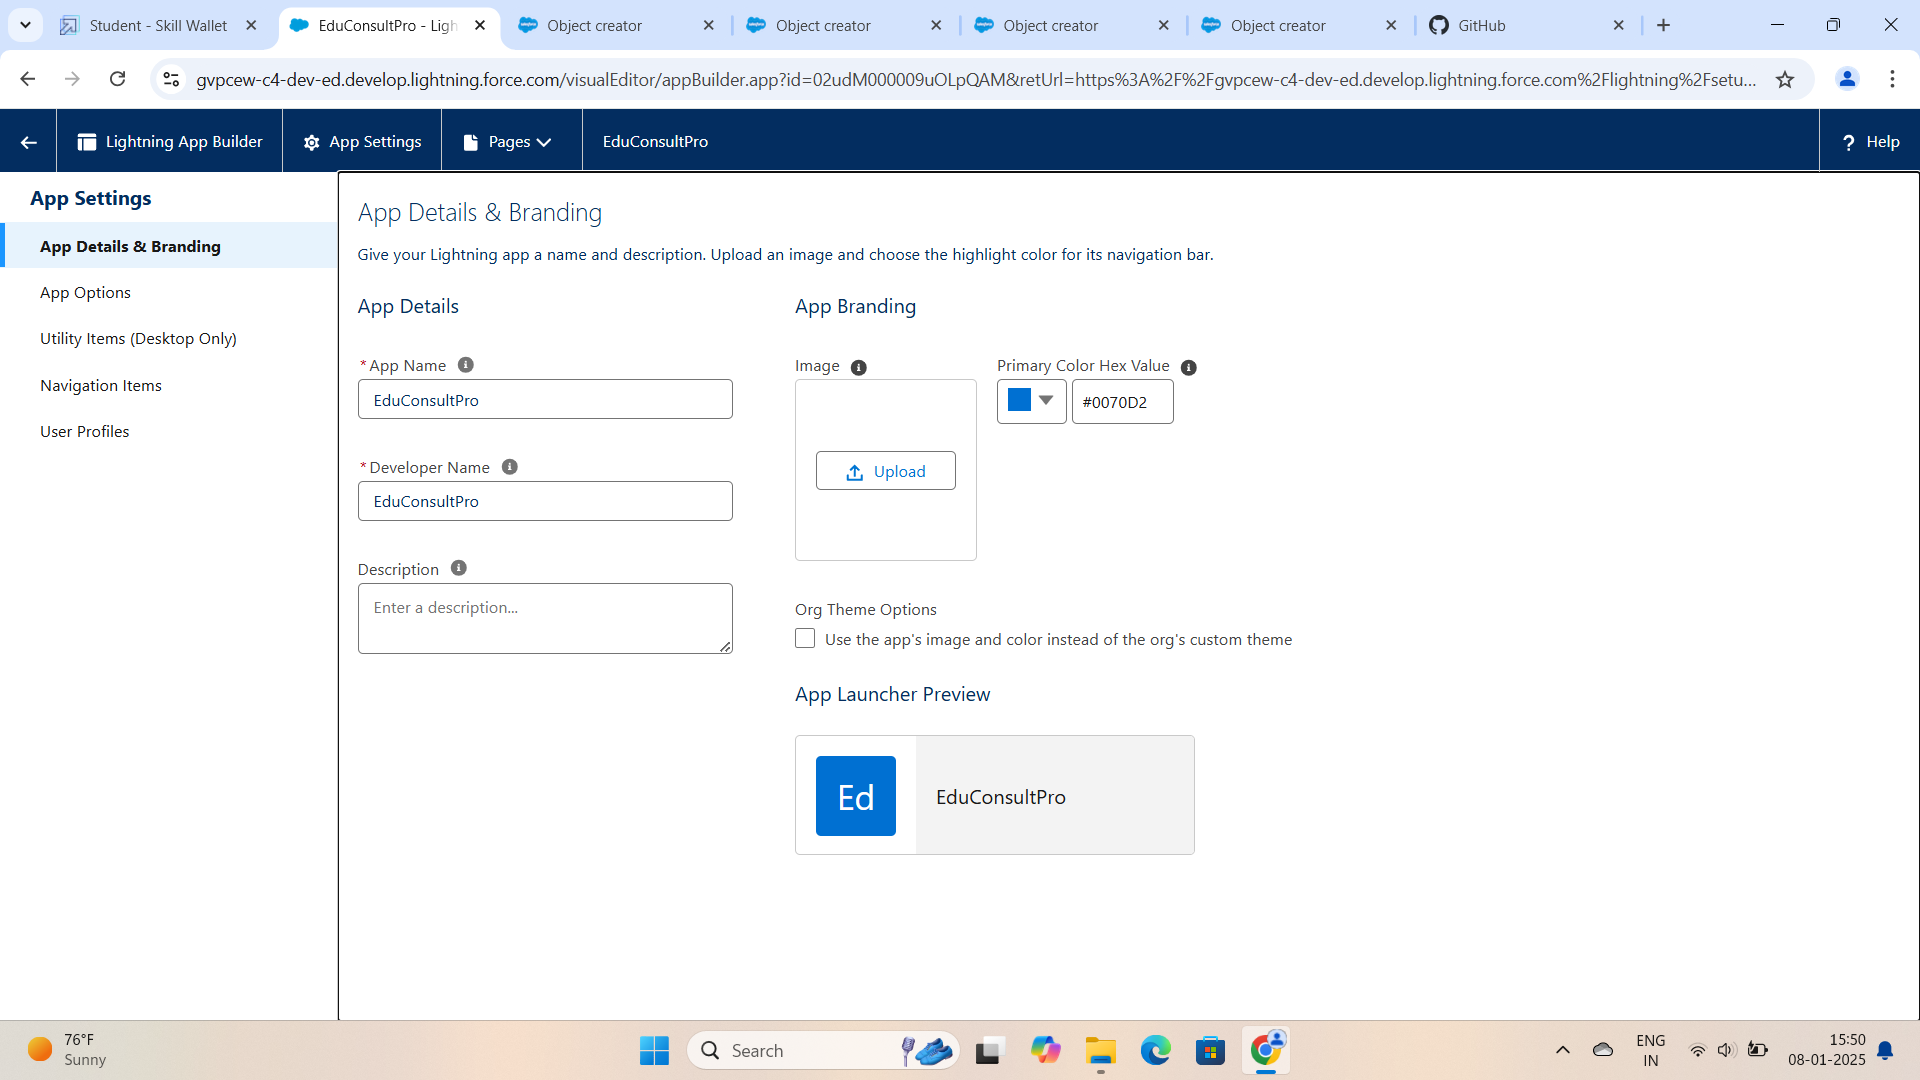 Student - Skill Wallet
EduConsultPro - Ligh
Object creator
Object creator
Object creator
Object creator
GitHub
gvpcew-c4-dev-ed.develop.lightning.force.com/visualEditor/appBuilder.app?id=02udM000009uOLpQAM&retUrl=https%3A%2F%2Fgvpcew-c4-dev-ed.develop.lightning.force.com%2Flightning%2Fsetu...
Lightning App Builder
App Settings
Pages
EduConsultPro
? Help
App Settings
App Details & Branding
App Options
Utility Items (Desktop Only)
Navigation Items
User Profiles
App Details & Branding
Give your Lightning app a name and description. Upload an image and choose the highlight color for its navigation bar.
App Details
*App Name
EduConsultPro
*Developer Name
EduConsultPro
Description
Enter a description...
App Branding
Image
Upload
Primary Color Hex Value
#0070D2
Org Theme Options
Use the app's image and color instead of the org's custom theme
App Launcher Preview
Ed
EduConsultPro
76°F
Sunny
Search
ENG
IN
15:50
08-01-2025